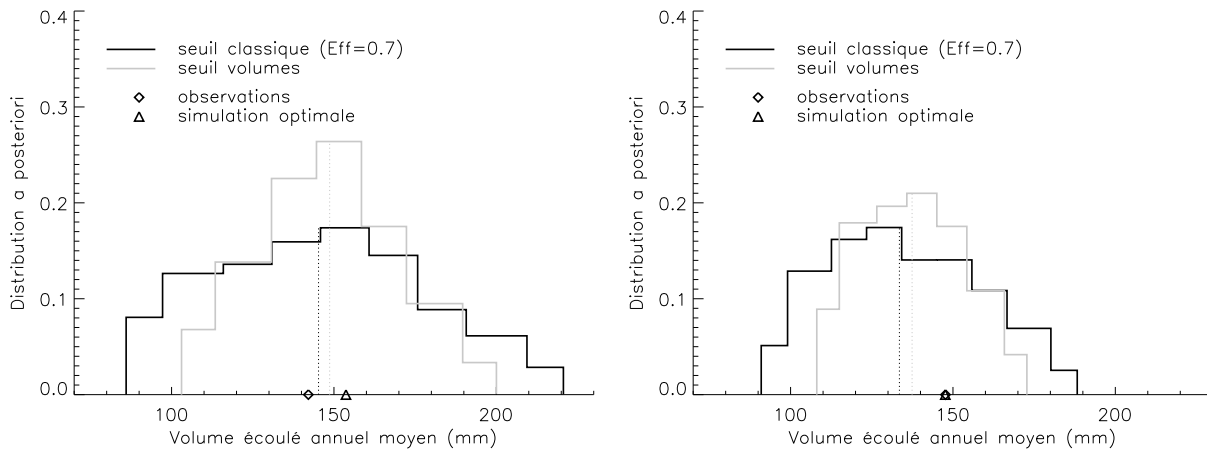 Distribution a posteriori
0.4
0.3
0.2
0.1
0.0
seuil classique (Eff=0.7)
seuil volumes
observations
simulation optimale
100
150
200
Volume écoulé annuel moyen (mm)
Distribution a posteriori
0.4
0.3
0.2
0.1
0.0
seuil classique (Eff=0.7)
seuil volumes
observations
simulation optimale
100
150
200
Volume écoulé annuel moyen (mm)